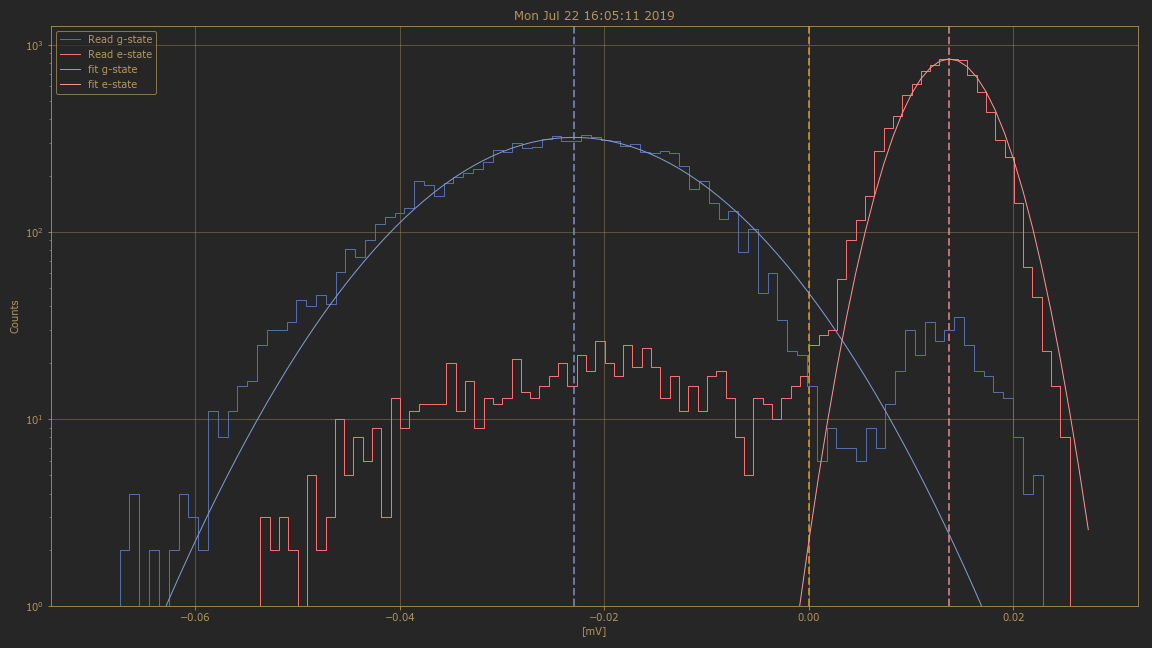 Mon Jul 22 16:05:11 2019
Read g-state
Read e-state
fit g-state
fit e-state
Counts
10³
10²
10¹
10⁰
−0.06 −0.04 −0.02 0.00 0.02
[mV]